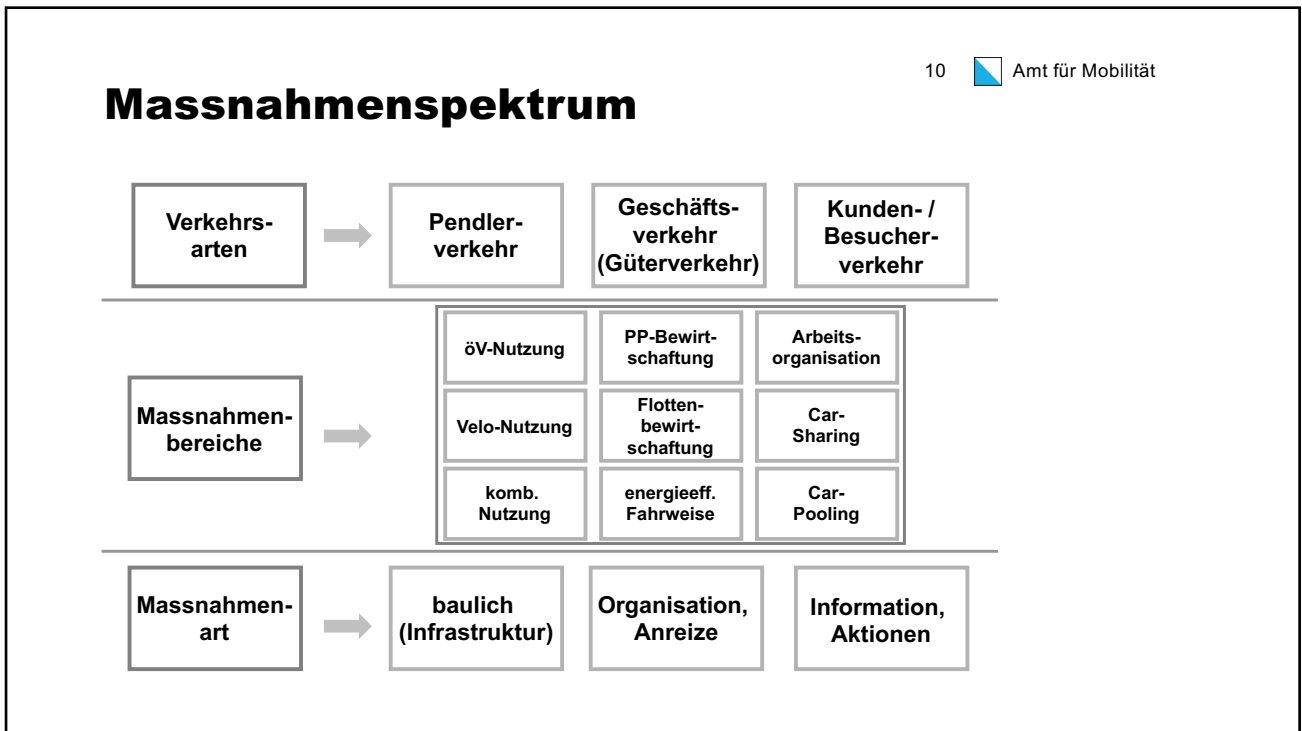 10 Amt für Mobilität
Massnahmenspektrum
Verkehrs-
arten
Pendler-
verkehr
Geschäfts-
verkehr
(Güterverkehr)
Kunden- /
Besucher-
verkehr
Massnahmen-
bereiche
öV-Nutzung
PP-Bewirt-
schaftung
Arbeits-
organisation
Velo-Nutzung
Flotten-
bewirt-
schaftung
Car-
Sharing
komb.
Nutzung
energieeff.
Fahrweise
Car-
Pooling
Massnahmen-
art
baulich
(Infrastruktur)
Organisation,
Anreize
Information,
Aktionen